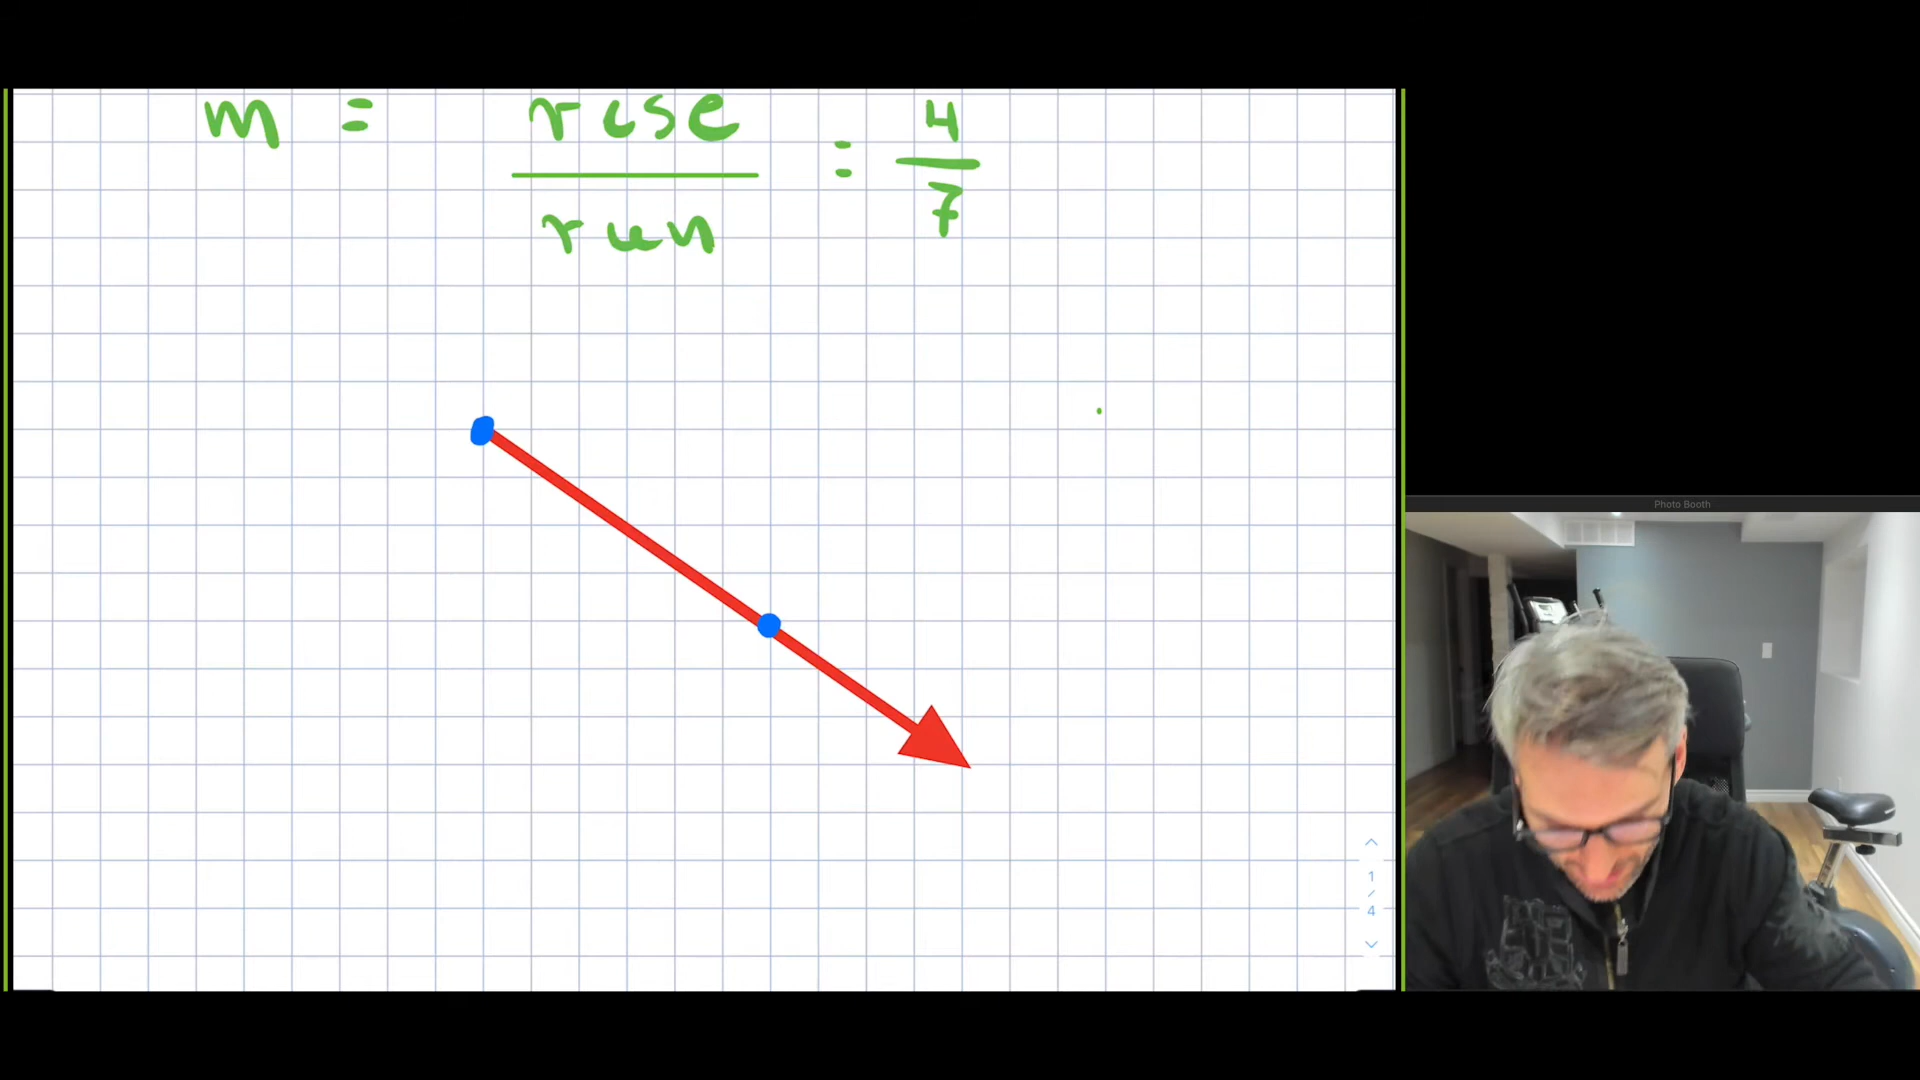 m = rise = 4
run 7
Photo Booth
1
/
4